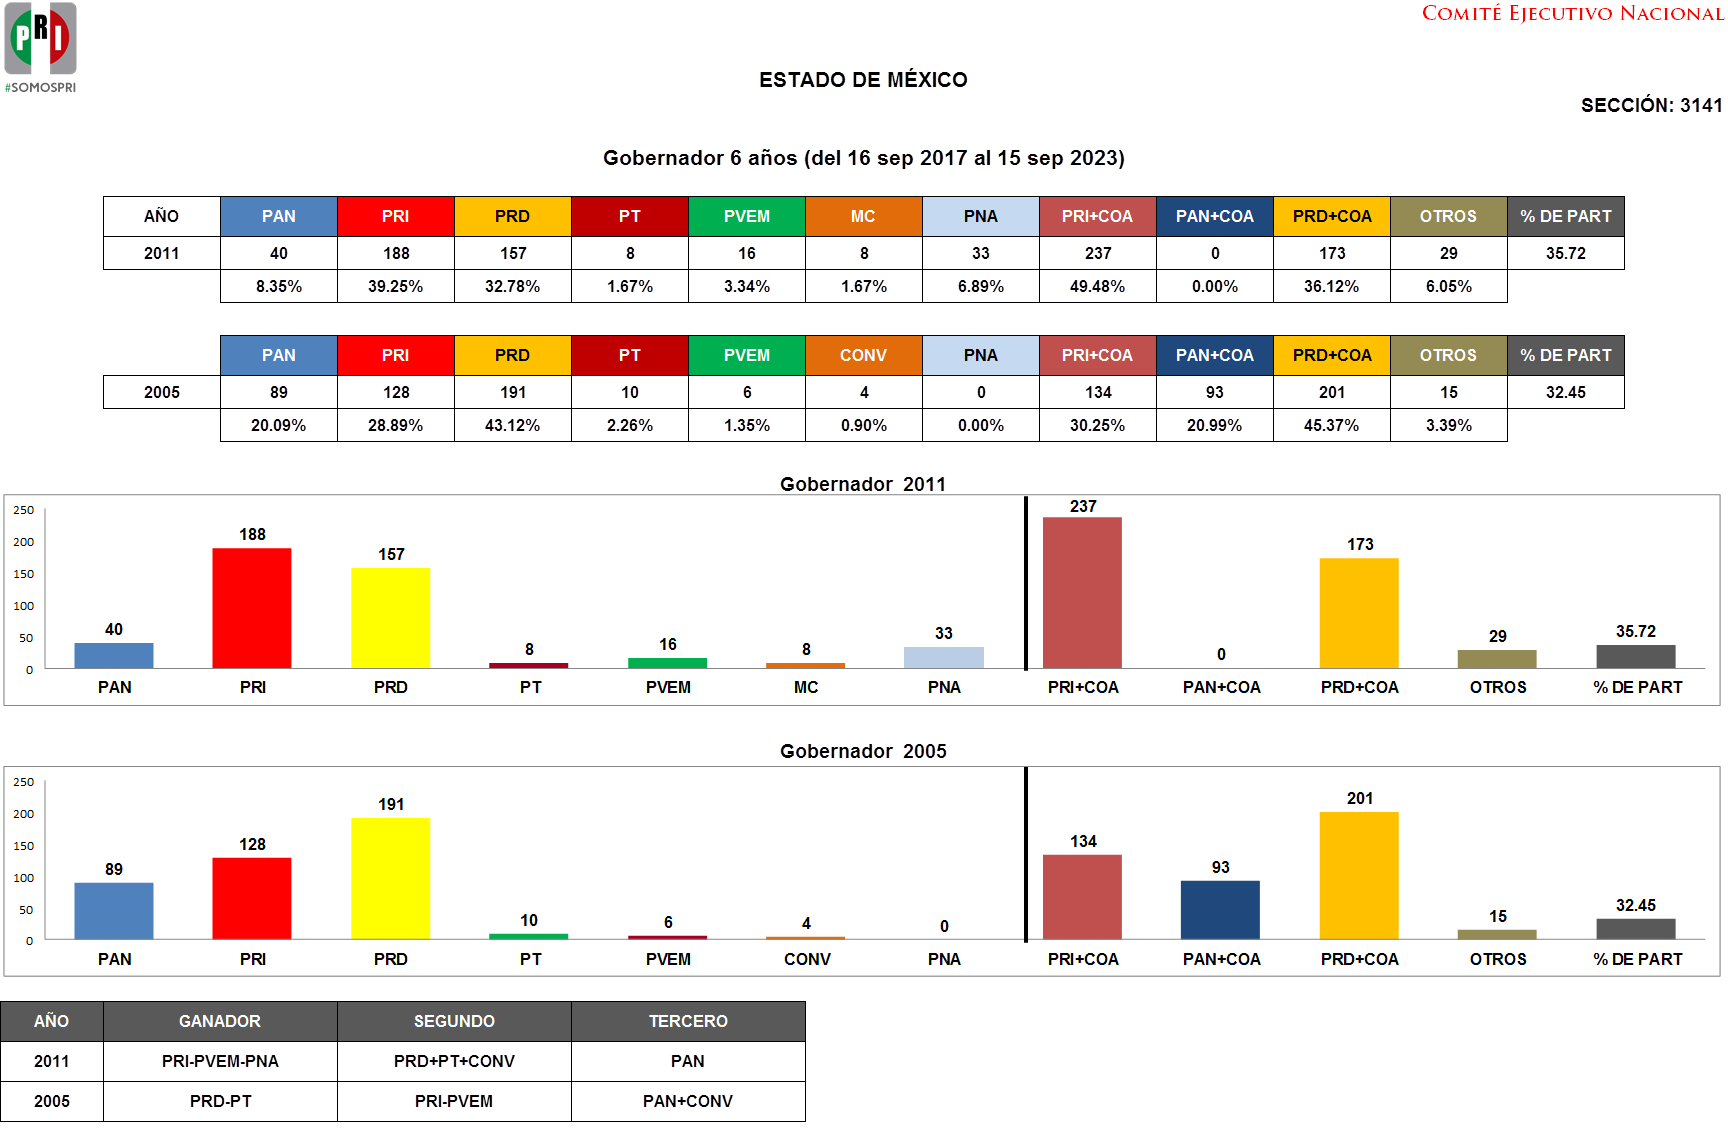 PRI
#SOMOSPRI
COMITÉ EJECUTIVO NACIONAL
ESTADO DE MÉXICO
SECCIÓN: 3141
Gobernador 6 años (del 16 sep 2017 al 15 sep 2023)
AÑO PAN PRI PRD PT PVEM MC PNA PRI+COA PAN+COA PRD+COA OTROS % DE PART
2011 40 188 157 8 16 8 33 237 0 173 29 35.72
8.35% 39.25% 32.78% 1.67% 3.34% 1.67% 6.89% 49.48% 0.00% 36.12% 6.05%
PAN PRI PRD PT PVEM CONV PNA PRI+COA PAN+COA PRD+COA OTROS % DE PART
2005 89 128 191 10 6 4 0 134 93 201 15 32.45
20.09% 28.89% 43.12% 2.26% 1.35% 0.90% 0.00% 30.25% 20.99% 45.37% 3.39%
Gobernador 2011
250
200
150
100
50
0
40 188 157 8 16 8 33 237 0 173 29 35.72
PAN PRI PRD PT PVEM MC PNA PRI+COA PAN+COA PRD+COA OTROS % DE PART
Gobernador 2005
250
200
150
100
50
0
89 128 191 10 6 4 0 134 93 201 15 32.45
PAN PRI PRD PT PVEM CONV PNA PRI+COA PAN+COA PRD+COA OTROS % DE PART
AÑO GANADOR SEGUNDO TERCERO
2011 PRI-PVEM-PNA PRD+PT+CONV PAN
2005 PRD-PT PRI-PVEM PAN+CONV